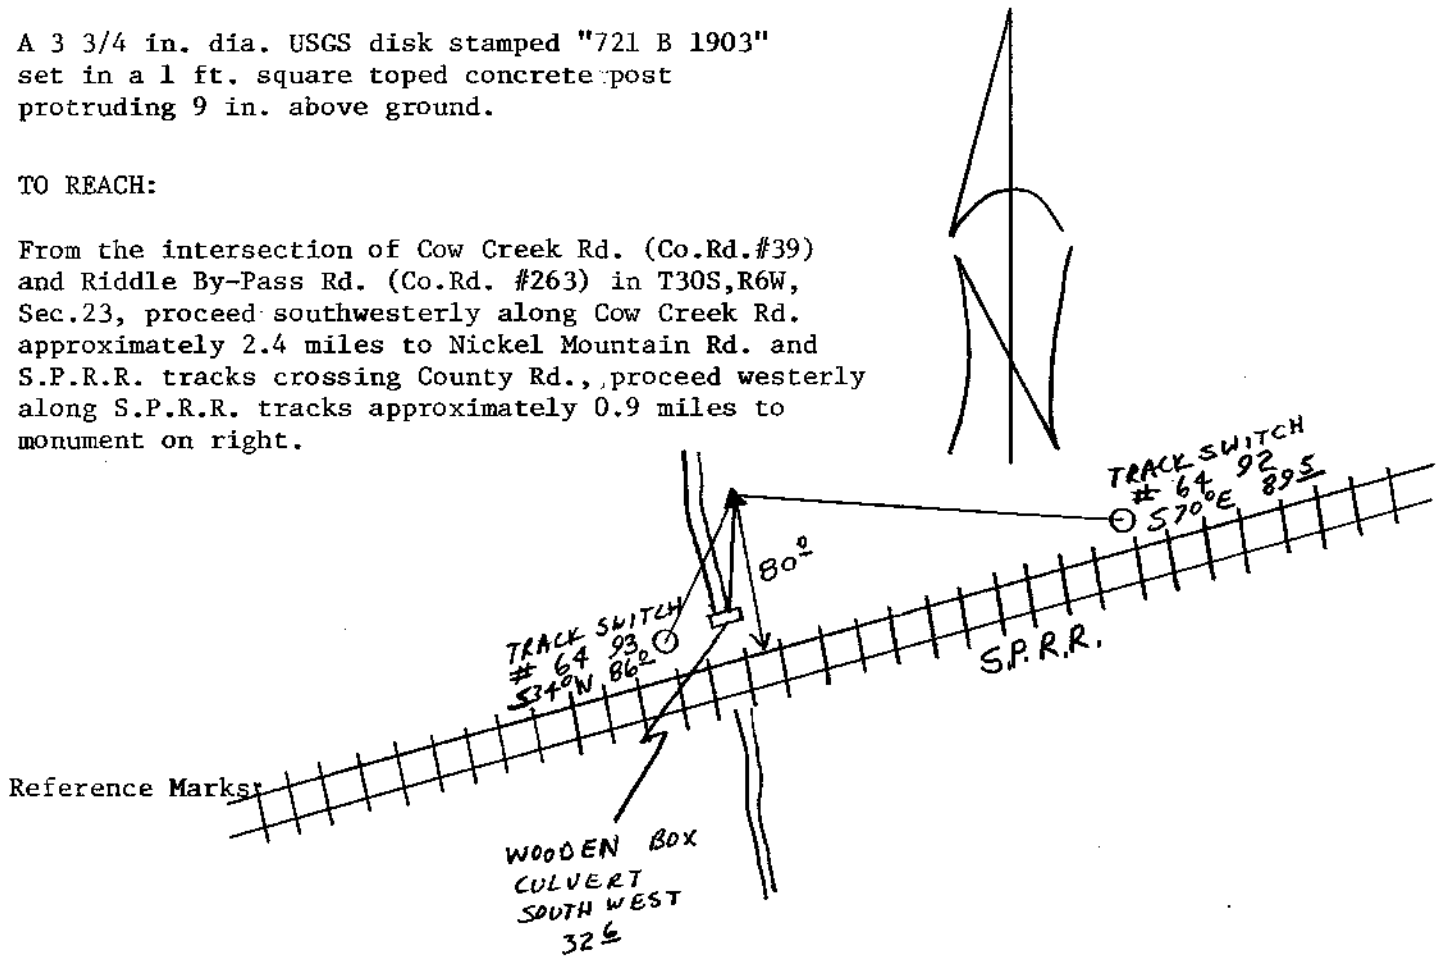 A 3 3/4 in. dia. USGS disk stamped "721 B 1903"
set in a 1 ft. square toped concrete post
protruding 9 in. above ground.
TO REACH:
From the intersection of Cow Creek Rd. (Co.Rd.#39)
and Riddle By-Pass Rd. (Co.Rd. #263) in T30S,R6W,
Sec.23, proceed southwesterly along Cow Creek Rd.
approximately 2.4 miles to Nickel Mountain Rd. and
S.P.R.R. tracks crossing County Rd., proceed westerly
along S.P.R.R. tracks approximately 0.9 miles to
monument on right.
TRACK SWITCH
# 64 92
S70°E 895
800
TRACK SWITCH
# 64 93
S34°W 862
S.P.R.R.
Reference Marks:
WOODEN BOX
CULVERT
SOUTH WEST
326